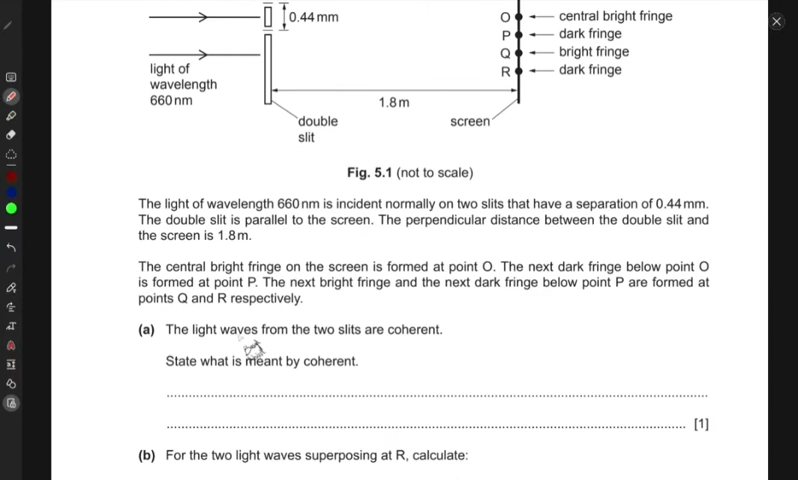 0.44 mm
O
central bright fringe
P
dark fringe
Q
bright fringe
R
dark fringe
light of
wavelength
660 nm
1.8 m
double
slit
screen
Fig. 5.1 (not to scale)
The light of wavelength 660 nm is incident normally on two slits that have a separation of 0.44 mm.
The double slit is parallel to the screen. The perpendicular distance between the double slit and
the screen is 1.8 m.
The central bright fringe on the screen is formed at point O. The next dark fringe below point O
is formed at point P. The next bright fringe and the next dark fringe below point P are formed at
points Q and R respectively.
(a) The light waves from the two slits are coherent.
State what is meant by coherent.
[1]
(b) For the two light waves superposing at R, calculate: